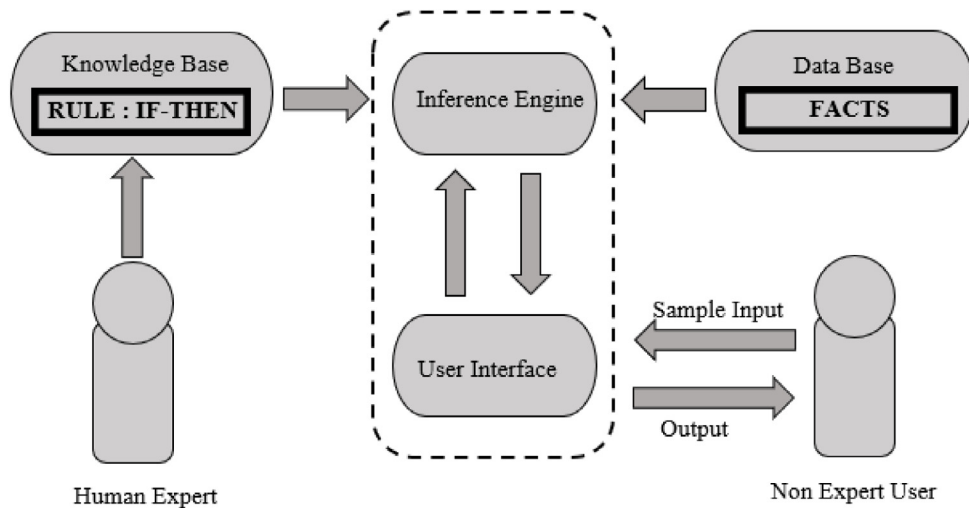 Knowledge Base
RULE : IF-THEN
Inference Engine
Data Base
FACTS
Sample Input
User Interface
Output
Human Expert
Non Expert User